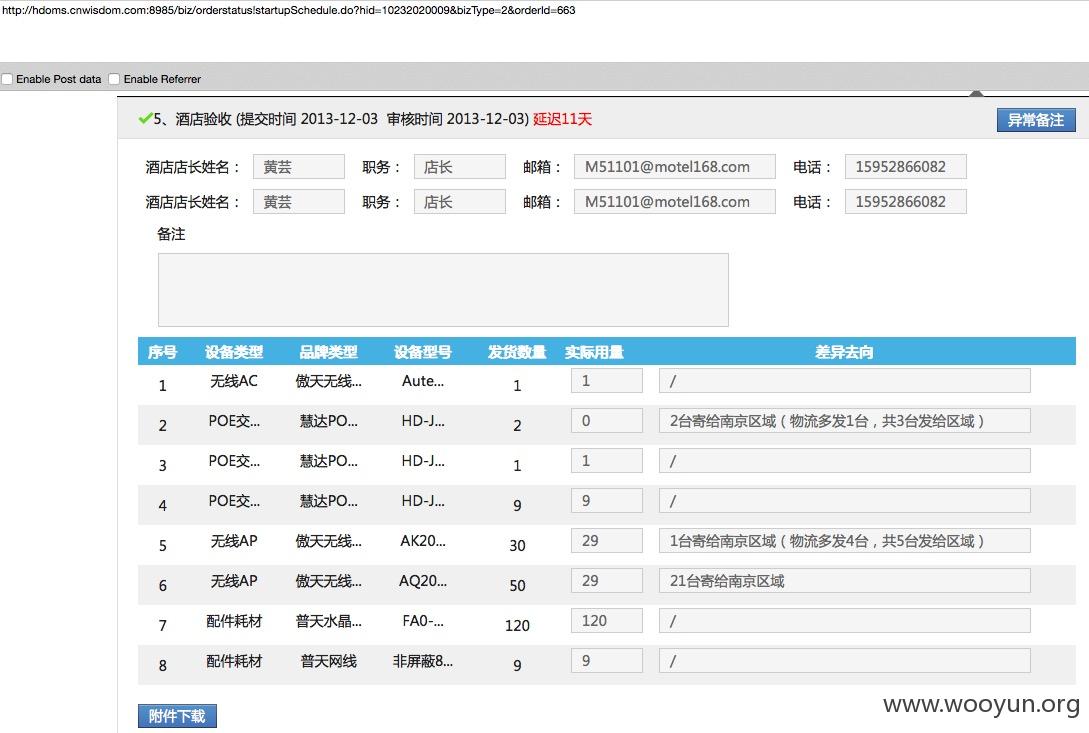 http://hdoms.cnwisdom.com:8985/biz/orderstatus!startupSchedule.do?hid=10232020009&bizType=2&orderId=663
Enable Post data Enable Referrer
5、酒店验收 (提交时间 2013-12-03 审核时间 2013-12-03) 延迟11天 异常备注
酒店店长姓名： 黄芸 职务： 店长 邮箱： M51101@motel168.com 电话： 15952866082
酒店店长姓名： 黄芸 职务： 店长 邮箱： M51101@motel168.com 电话： 15952866082
备注
序号 设备类型 品牌类型 设备型号 发货数量 实际用量 差异去向
1 无线AC 傲天无线... Aute... 1 1 /
2 POE交... 慧达PO... HD-J... 2 0 2台寄给南京区域（物流多发1台，共3台发给区域）
3 POE交... 慧达PO... HD-J... 1 1 /
4 POE交... 慧达PO... HD-J... 9 9 /
5 无线AP 傲天无线... AK20... 30 29 1台寄给南京区域（物流多发4台，共5台发给区域）
6 无线AP 傲天无线... AQ20... 50 29 21台寄给南京区域
7 配件耗材 普天水晶... FA0-... 120 120 /
8 配件耗材 普天网线 非屏蔽8... 9 9 /
附件下载
www.wooyun.org